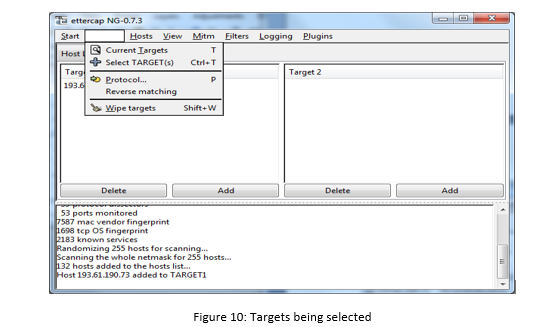 ettercap NG-0.7.3
Start Hosts View Mitm Filters Logging Plugins
Host
Current Targets T
Select TARGET(s) Ctrl+T
Protocol... P
Reverse matching
Wipe targets Shift+W
Target 2
193.6
Delete Add Delete Add
53 ports monitored
7587 mac vendor fingerprint
1698 tcp OS fingerprint
2183 known services
Randomizing 255 hosts for scanning...
Scanning the whole netmask for 255 hosts...
132 hosts added to the hosts list...
Host 193.61.190.73 added to TARGET1
Figure 10: Targets being selected